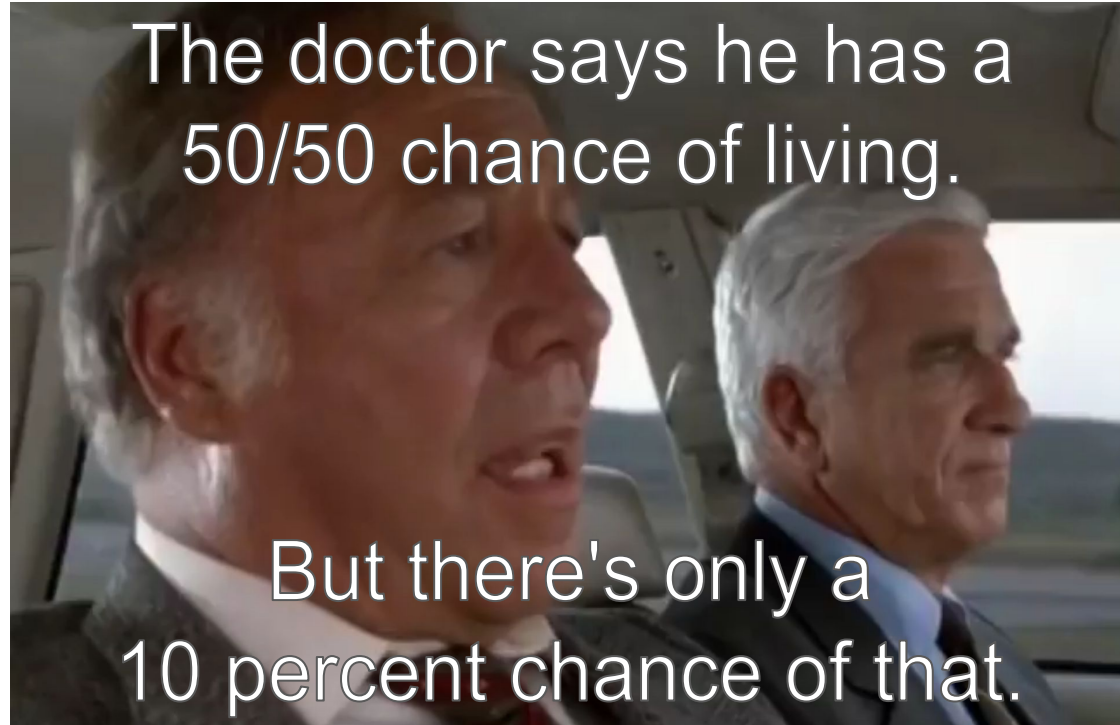 The doctor says he has a
50/50 chance of living.
But there's only a
10 percent chance of that.